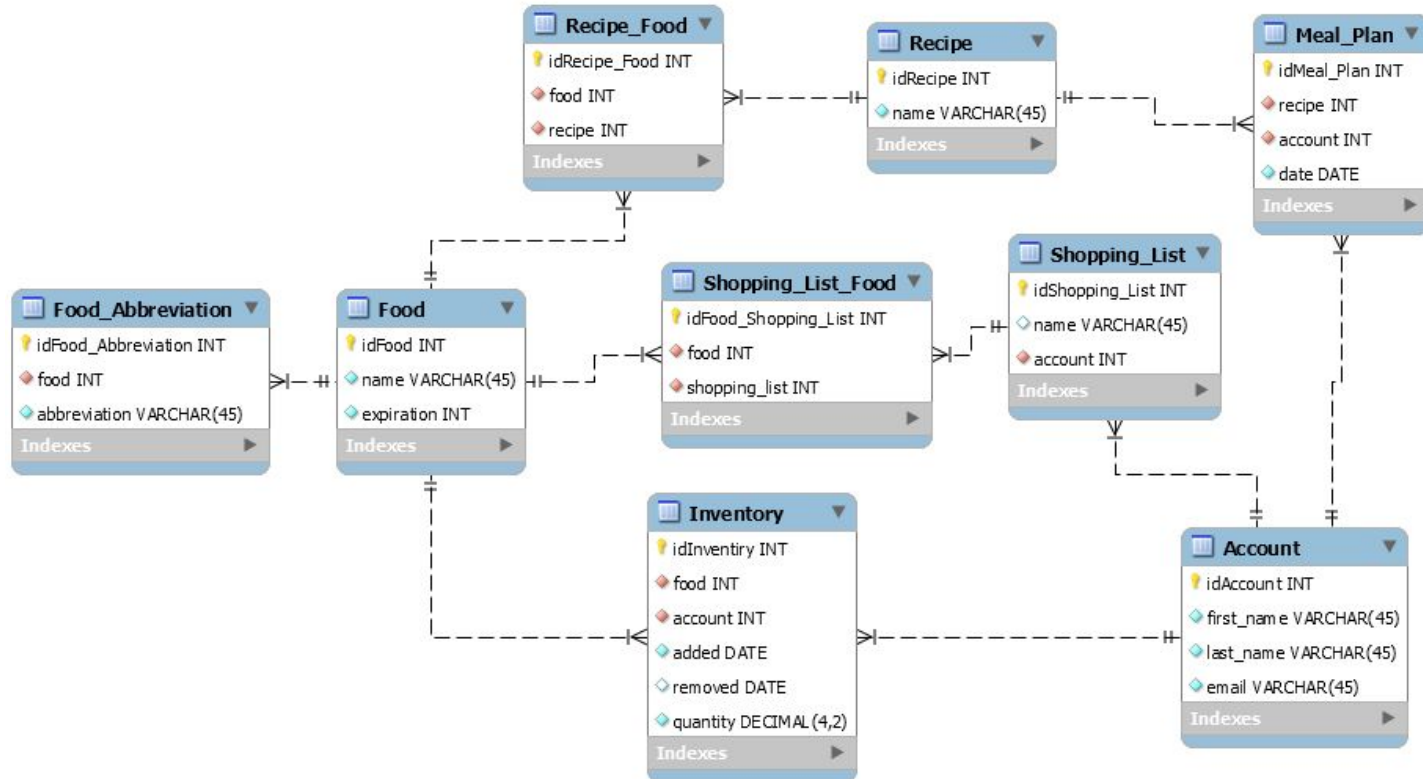 Recipe_Food
idRecipe_Food INT
food INT
recipe INT
Indexes
Recipe
idRecipe INT
name VARCHAR(45)
Indexes
Meal_Plan
idMeal_Plan INT
recipe INT
account INT
date DATE
Indexes
Food_Abbreviation
idFood_Abbreviation INT
food INT
abbreviation VARCHAR(45)
Indexes
Food
idFood INT
name VARCHAR(45)
expiration INT
Indexes
Shopping_List_Food
idFood_Shopping_List INT
food INT
shopping_list INT
Indexes
Shopping_List
idShopping_List INT
name VARCHAR(45)
account INT
Indexes
Inventory
idInventiry INT
food INT
account INT
added DATE
removed DATE
quantity DECIMAL(4,2)
Indexes
Account
idAccount INT
first_name VARCHAR(45)
last_name VARCHAR(45)
email VARCHAR(45)
Indexes